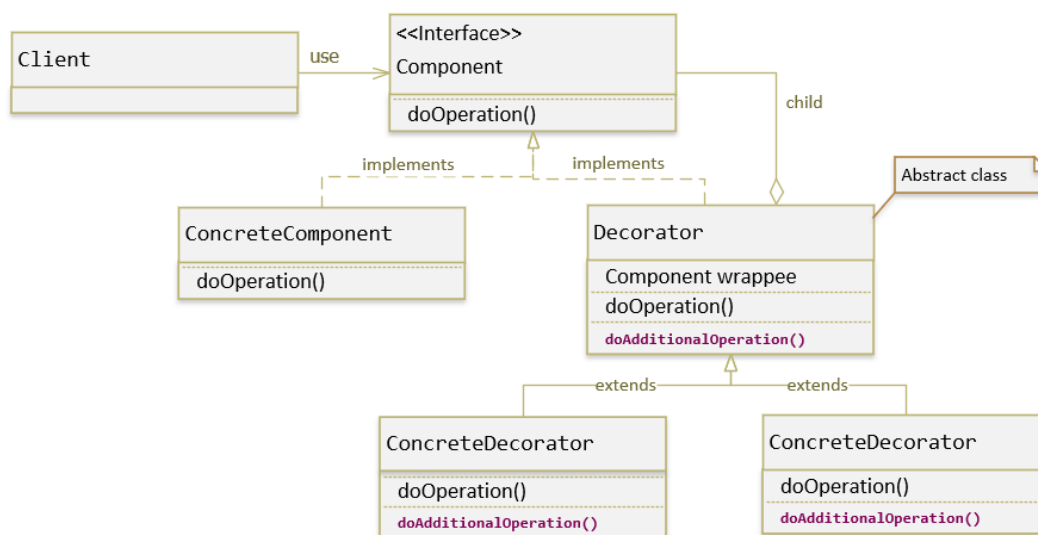 Client
use
<<Interface>>
Component
doOperation()
child
implements
implements
Abstract class
ConcreteComponent
doOperation()
Decorator
Component wrappee
doOperation()
doAdditionalOperation()
extends
extends
ConcreteDecorator
doOperation()
doAdditionalOperation()
ConcreteDecorator
doOperation()
doAdditionalOperation()